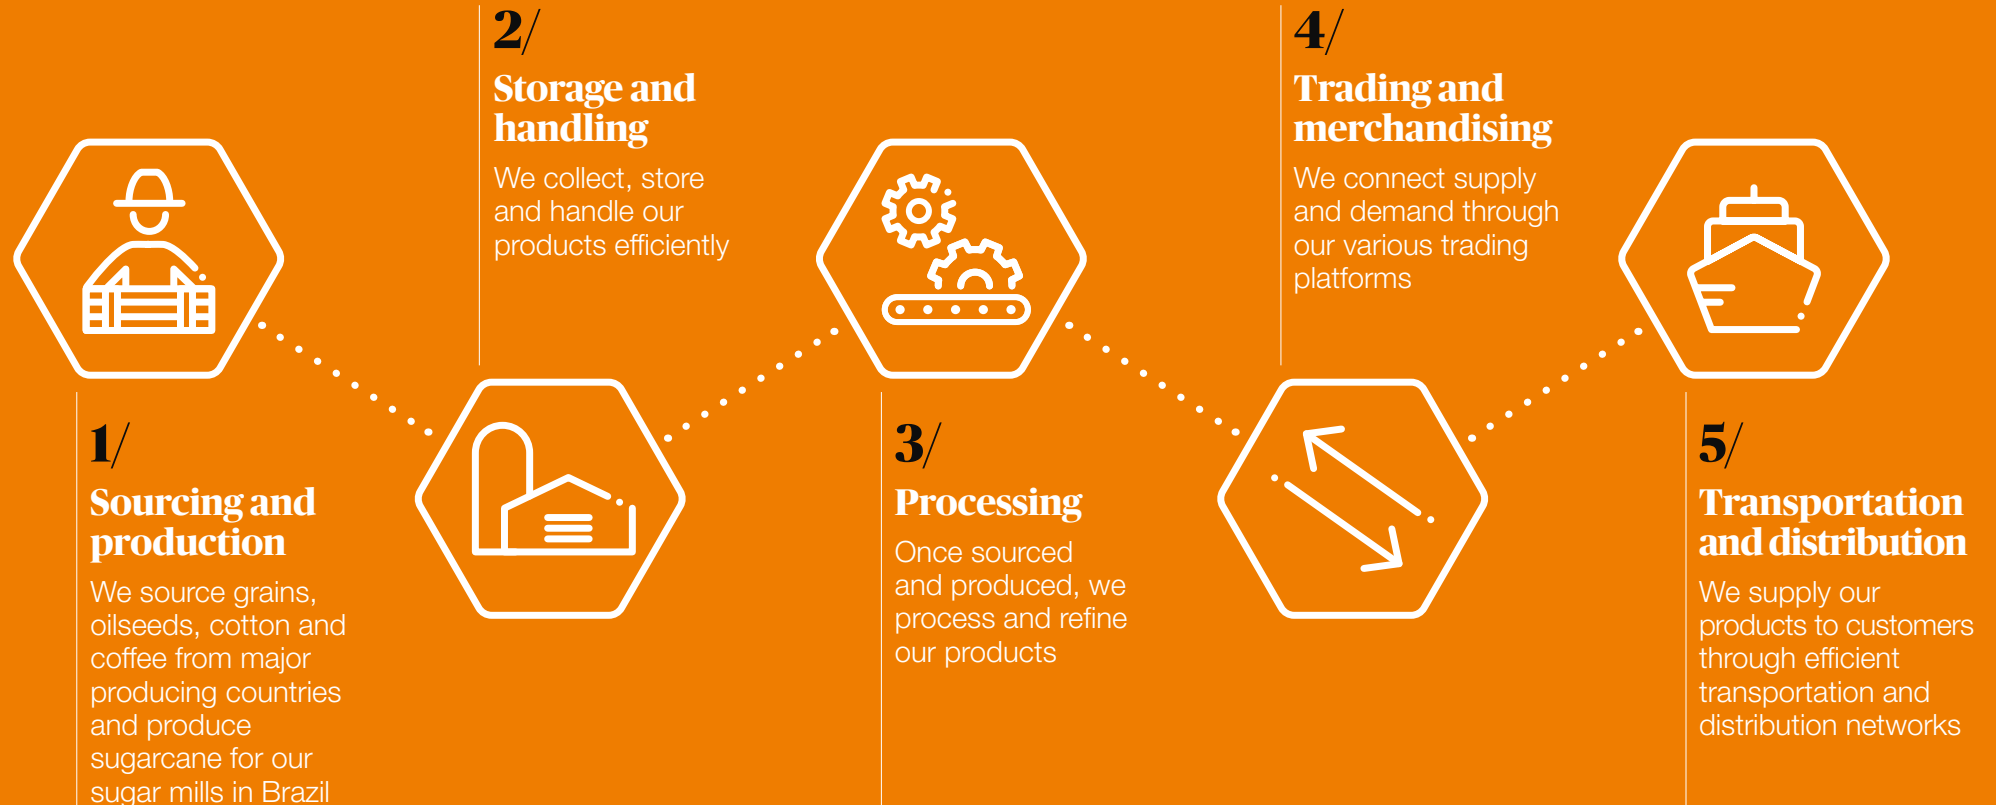 1/
Sourcing and
production
We source grains,
oilseeds, cotton and
coffee from major
producing countries
and produce
sugarcane for our
sugar mills in Brazil
2/
Storage and
handling
We collect, store
and handle our
products efficiently
3/
Processing
Once sourced
and produced, we
process and refine
our products
4/
Trading and
merchandising
We connect supply
and demand through
our various trading
platforms
5/
Transportation
and distribution
We supply our
products to customers
through efficient
transportation and
distribution networks